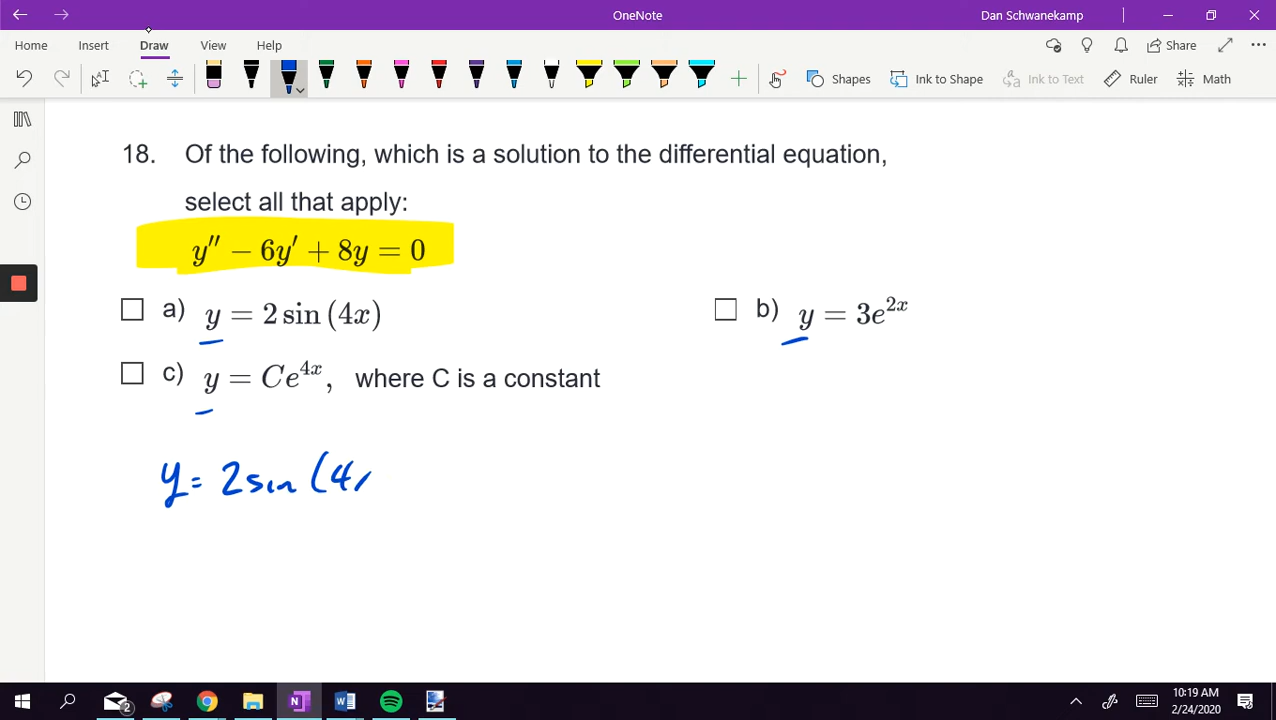 OneNote
Dan Schwanekamp
Home Insert Draw View Help
Share
Shapes Ink to Shape Ink to Text Ruler Math
18. Of the following, which is a solution to the differential equation,
select all that apply:
y″ − 6y′ + 8y = 0
a) y = 2 sin (4x)
b) y = 3e^{2x}
c) y = Ce^{4x}, where C is a constant
y = 2sin (4
2
10:19 AM
2/24/2020